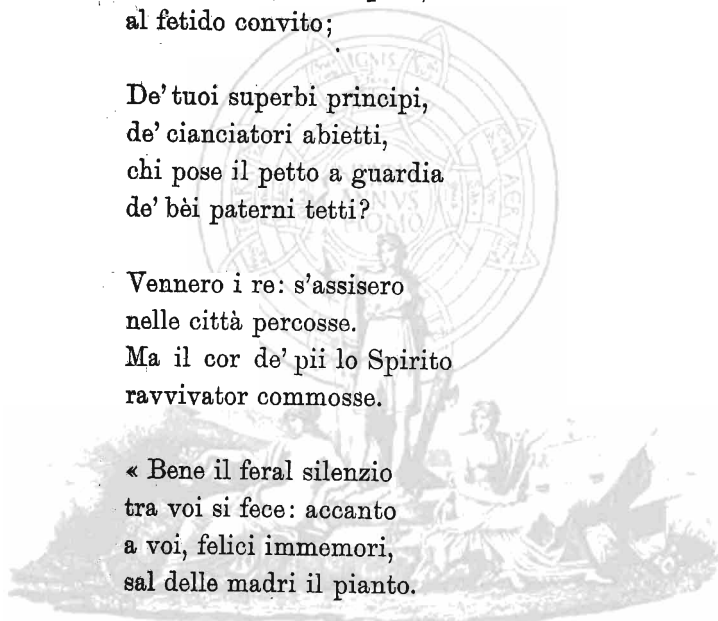 al fetido convito;

De' tuoi superbi principi,
de' cianciatori abietti,
chi pose il petto a guardia
de' bèi paterni tetti?

Vennero i re: s'assisero
nelle città percosse.
Ma il cor de' pii lo Spirito
ravvivator commosse.

« Bene il feral silenzio
tra voi si fece: accanto
a voi, felici immemori,
sal delle madri il pianto.
IGNIS